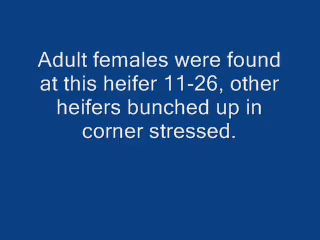 Adult females were found
at this heifer 11-26, other
heifers bunched up in
corner stressed.